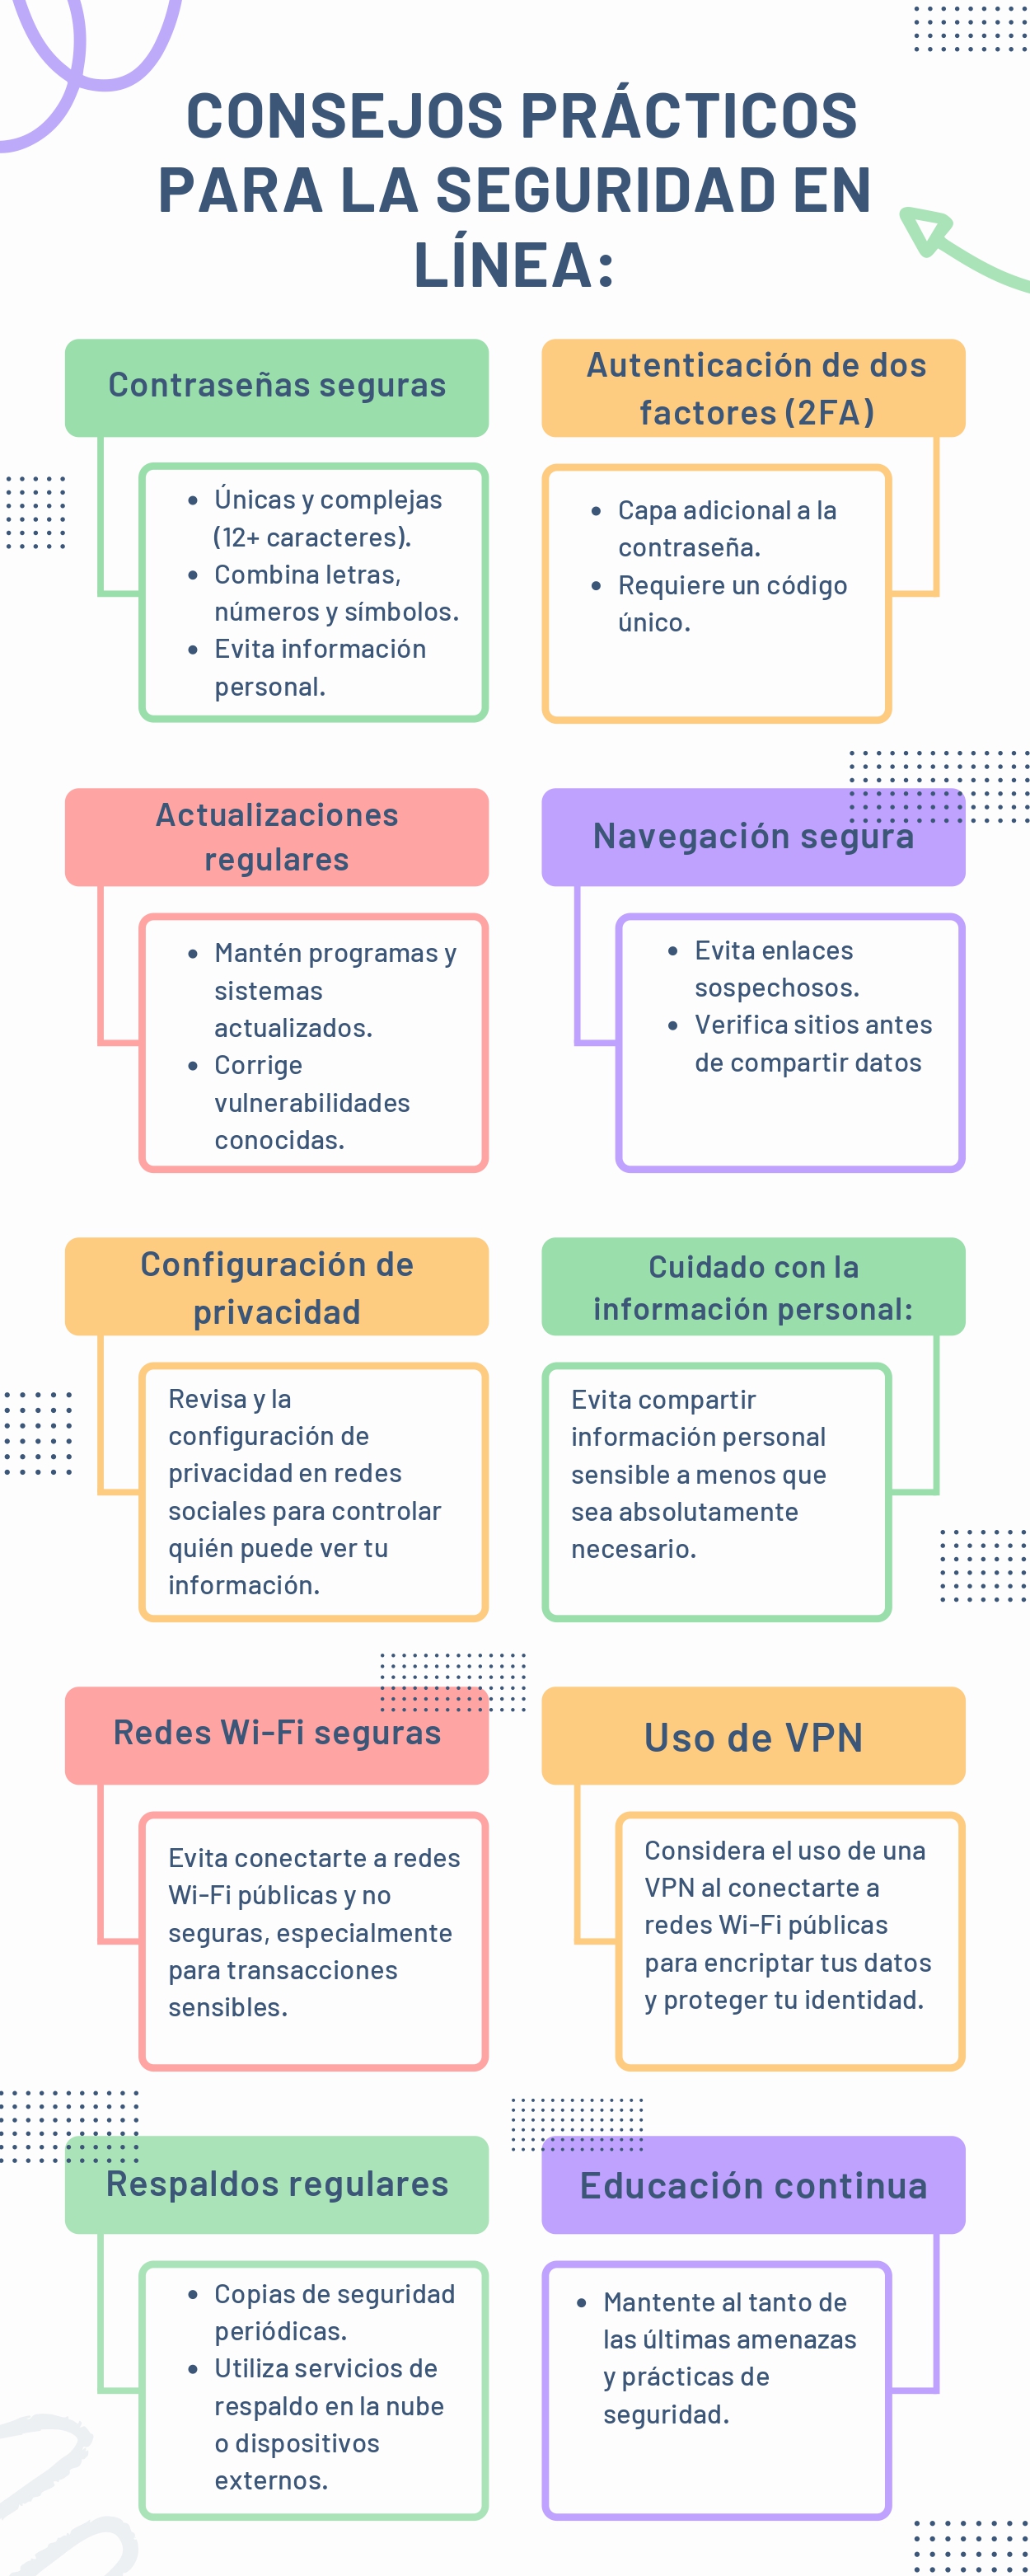 CONSEJOS PRÁCTICOS
PARA LA SEGURIDAD EN
LÍNEA:
Contraseñas seguras
• Únicas y complejas
(12+ caracteres).
• Combina letras,
números y símbolos.
• Evita información
personal.
Autenticación de dos
factores (2FA)
• Capa adicional a la
contraseña.
• Requiere un código
único.
Actualizaciones
regulares
• Mantén programas y
sistemas
actualizados.
• Corrige
vulnerabilidades
conocidas.
Navegación segura
• Evita enlaces
sospechosos.
• Verifica sitios antes
de compartir datos
Configuración de
privacidad
Revisa y la
configuración de
privacidad en redes
sociales para controlar
quién puede ver tu
información.
Cuidado con la
información personal:
Evita compartir
información personal
sensible a menos que
sea absolutamente
necesario.
Redes Wi-Fi seguras
Evita conectarte a redes
Wi-Fi públicas y no
seguras, especialmente
para transacciones
sensibles.
Uso de VPN
Considera el uso de una
VPN al conectarte a
redes Wi-Fi públicas
para encriptar tus datos
y proteger tu identidad.
Respaldos regulares
• Copias de seguridad
periódicas.
• Utiliza servicios de
respaldo en la nube
o dispositivos
externos.
Educación continua
• Mantente al tanto de
las últimas amenazas
y prácticas de
seguridad.